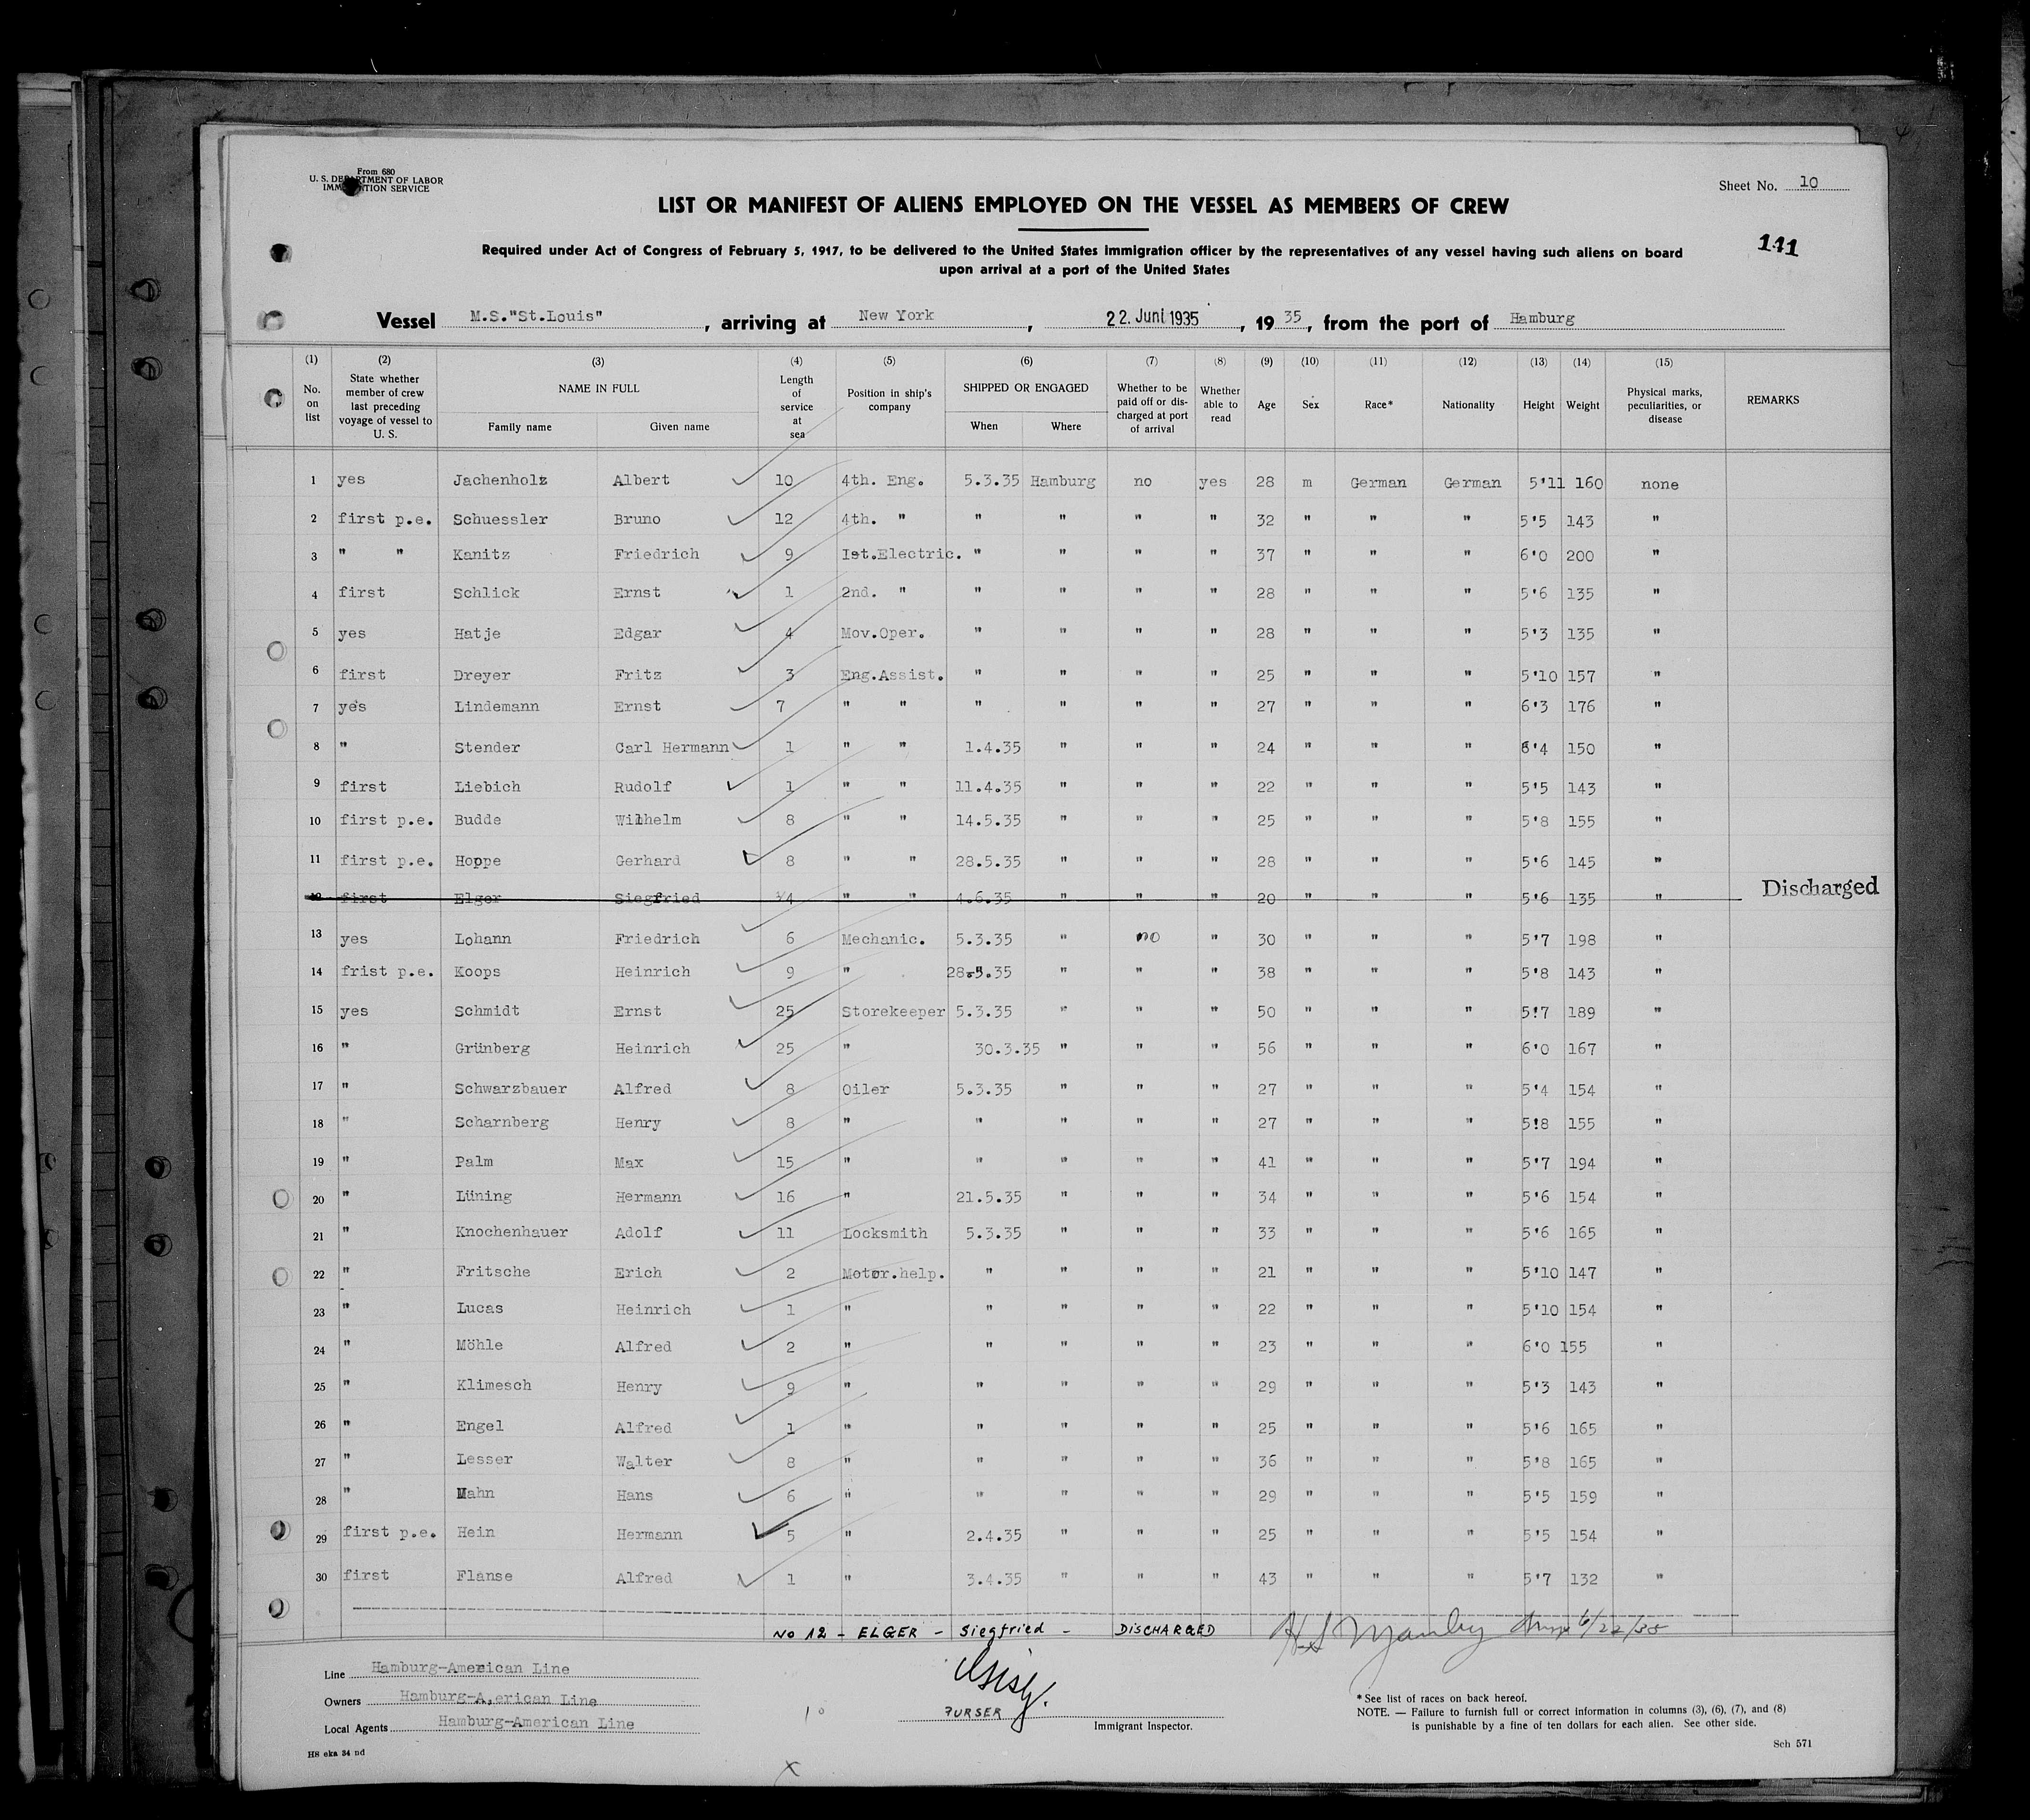 From 680
U. S. DEPARTMENT OF LABOR
IMMIGRATION SERVICE
Sheet No. 10
LIST OR MANIFEST OF ALIENS EMPLOYED ON THE VESSEL AS MEMBERS OF CREW
141
Required under Act of Congress of February 5, 1917, to be delivered to the United States Immigration officer by the representatives of any vessel having such aliens on board
upon arrival at a port of the United States
Vessel M.S."St.Louis" , arriving at New York , 22. Juni 1935 , 19 35 , from the port of Hamburg
(1) (2) (3) (4) (5) (6) (7) (8) (9) (10) (11) (12) (13) (14) (15)
No. on list State whether member of crew last preceding voyage of vessel to U. S. NAME IN FULL Family name Given name Length of service at sea Position in ship's company SHIPPED OR ENGAGED When Where Whether to be paid off or discharged at port of arrival Whether able to read Age Sex Race* Nationality Height Weight Physical marks, peculiarities, or disease REMARKS
1 yes Jachenholz Albert 10 4th. Eng. 5.3.35 Hamburg no yes 28 m German German 5'11 160 none
2 first p.e. Schuessler Bruno 12 4th. " " " " " 32 " " " 5'5 143 "
3 " " Kanitz Friedrich 9 Ist.Electric. " " " " 37 " " " 6'0 200 "
4 first Schlick Ernst 1 2nd. " " " " " 28 " " " 5'6 135 "
5 yes Hatje Edgar 4 Mov.Oper. " " " " 28 " " " 5'3 135 "
6 first Dreyer Fritz 3 Eng.Assist. " " " " 25 " " " 5'10 157 "
7 yes Lindemann Ernst 7 " " " " " " 27 " " " 6'3 176 "
8 " Stender Carl Hermann 1 " " 1.4.35 " " " 24 " " " 6'4 150 "
9 first Liebich Rudolf 1 " " 11.4.35 " " " 22 " " " 5'5 143 "
10 first p.e. Budde Wilhelm 8 " " 14.5.35 " " " 25 " " " 5'8 155 "
11 first p.e. Hoppe Gerhard 8 " " 28.5.35 " " " 28 " " " 5'6 145 "
12 first Elger Siegfried 1/4 " " 4.6.35 " " " 20 " " " 5'6 135 " Discharged
13 yes Lohann Friedrich 6 Mechanic. 5.3.35 " no " 30 " " " 5'7 198 "
14 frist p.e. Koops Heinrich 9 " 28.5.35 " " " 38 " " " 5'8 143 "
15 yes Schmidt Ernst 25 Storekeeper 5.3.35 " " " 50 " " " 5'7 189 "
16 " Grünberg Heinrich 25 " 30.3.35 " " " 56 " " " 6'0 167 "
17 " Schwarzbauer Alfred 8 Oiler 5.3.35 " " " 27 " " " 5'4 154 "
18 " Scharnberg Henry 8 " " " " " 27 " " " 5'8 155 "
19 " Palm Max 15 " " " " " 41 " " " 5'7 194 "
20 " Lüning Hermann 16 " 21.5.35 " " " 34 " " " 5'6 154 "
21 " Knochenhauer Adolf 11 Locksmith 5.3.35 " " " 33 " " " 5'6 165 "
22 " Fritsche Erich 2 Motor.help. " " " " 21 " " " 5'10 147 "
23 " Lucas Heinrich 1 " " " " " 22 " " " 5'10 154 "
24 " Möhle Alfred 2 " " " " " 23 " " " 6'0 155 "
25 " Klimesch Henry 9 " " " " " 29 " " " 5'3 143 "
26 " Engel Alfred 1 " " " " " 25 " " " 5'6 165 "
27 " Lesser Walter 8 " " " " " 36 " " " 5'8 165 "
28 " Mahn Hans 6 " " " " " 29 " " " 5'5 159 "
29 first p.e. Hein Hermann 5 " 2.4.35 " " " 25 " " " 5'5 154 "
30 first Flanse Alfred 1 " 3.4.35 " " " 43 " " " 5'7 132 "
No 12 - ELGER - Siegfried - DISCHARGED 6/22/35
Line Hamburg-American Line
Owners Hamburg-A.erican Line
Local Agents Hamburg-American Line
PURSER
Immigrant Inspector.
10
* See list of races on back hereof.
NOTE. — Failure to furnish full or correct information in columns (3), (6), (7), and (8)
is punishable by a fine of ten dollars for each alien. See other side.
HS eka 34 nd
Sch 571